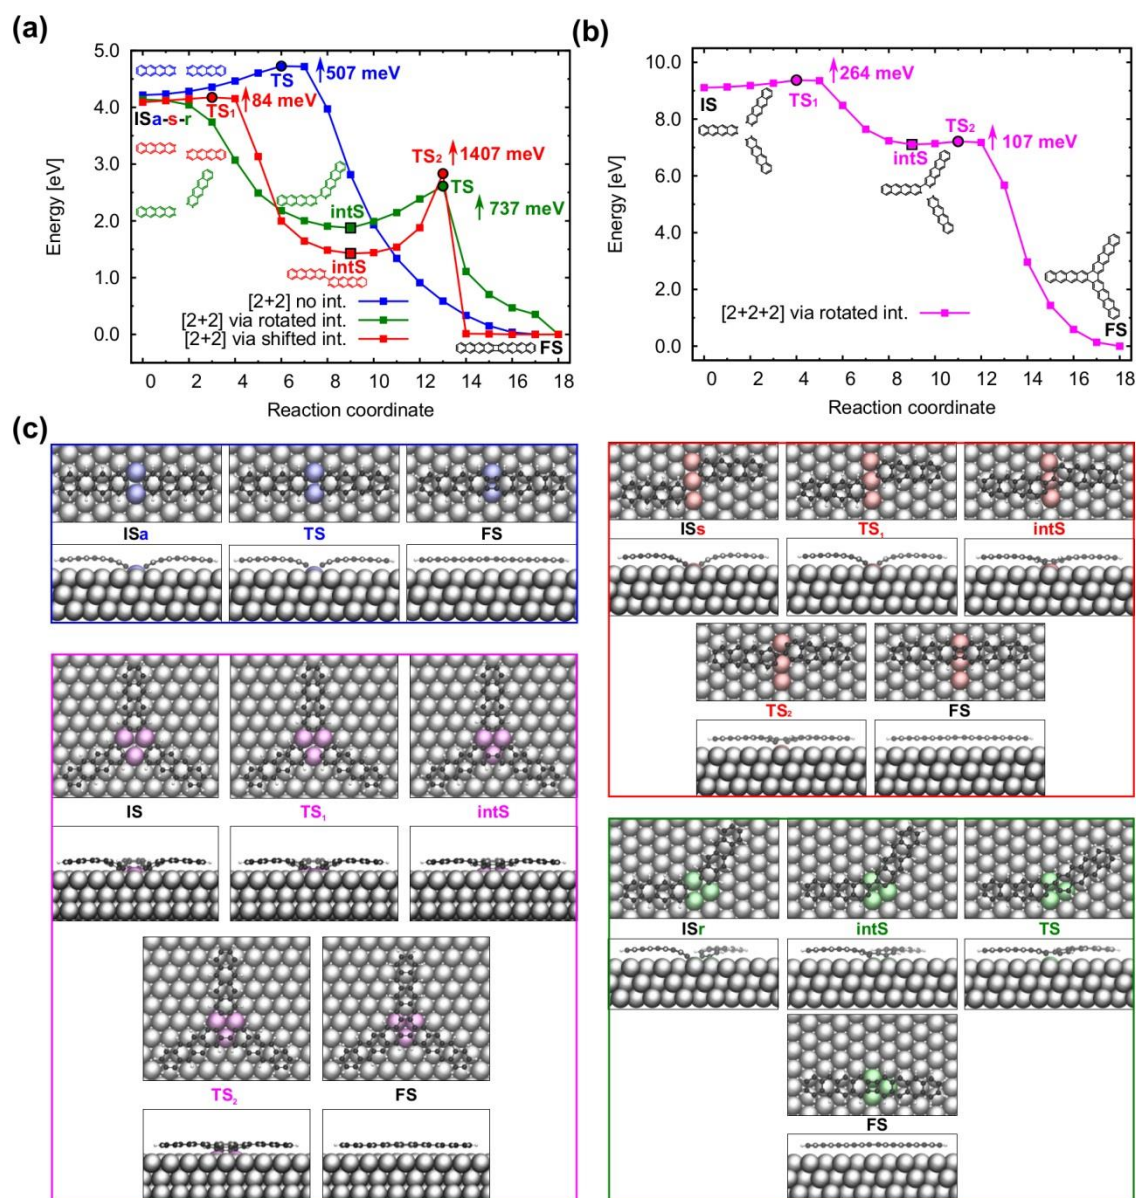 (a)
Energy [eV]
5.0
4.0
3.0
2.0
1.0
0.0
TS
507 meV
TS1
84 meV
ISa-s-r
TS2
1407 meV
TS
737 meV
intS
intS
[2+2] no int.
[2+2] via rotated int.
[2+2] via shifted int.
FS
0 2 4 6 8 10 12 14 16 18
Reaction coordinate
(b)
Energy [eV]
10.0
8.0
6.0
4.0
2.0
0.0
IS
TS1
264 meV
TS2
107 meV
intS
[2+2+2] via rotated int.
FS
0 2 4 6 8 10 12 14 16 18
Reaction coordinate
(c)
ISa TS FS
ISs TS1 intS
TS2 FS
IS TS1 intS
TS2 FS
ISr intS TS
FS